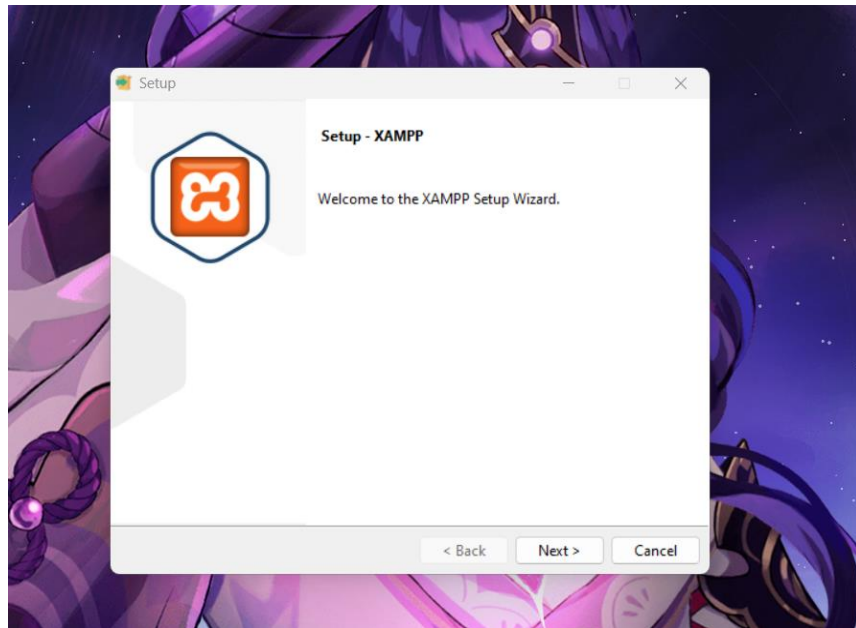 Setup
Setup - XAMPP
Welcome to the XAMPP Setup Wizard.
< Back
Next >
Cancel